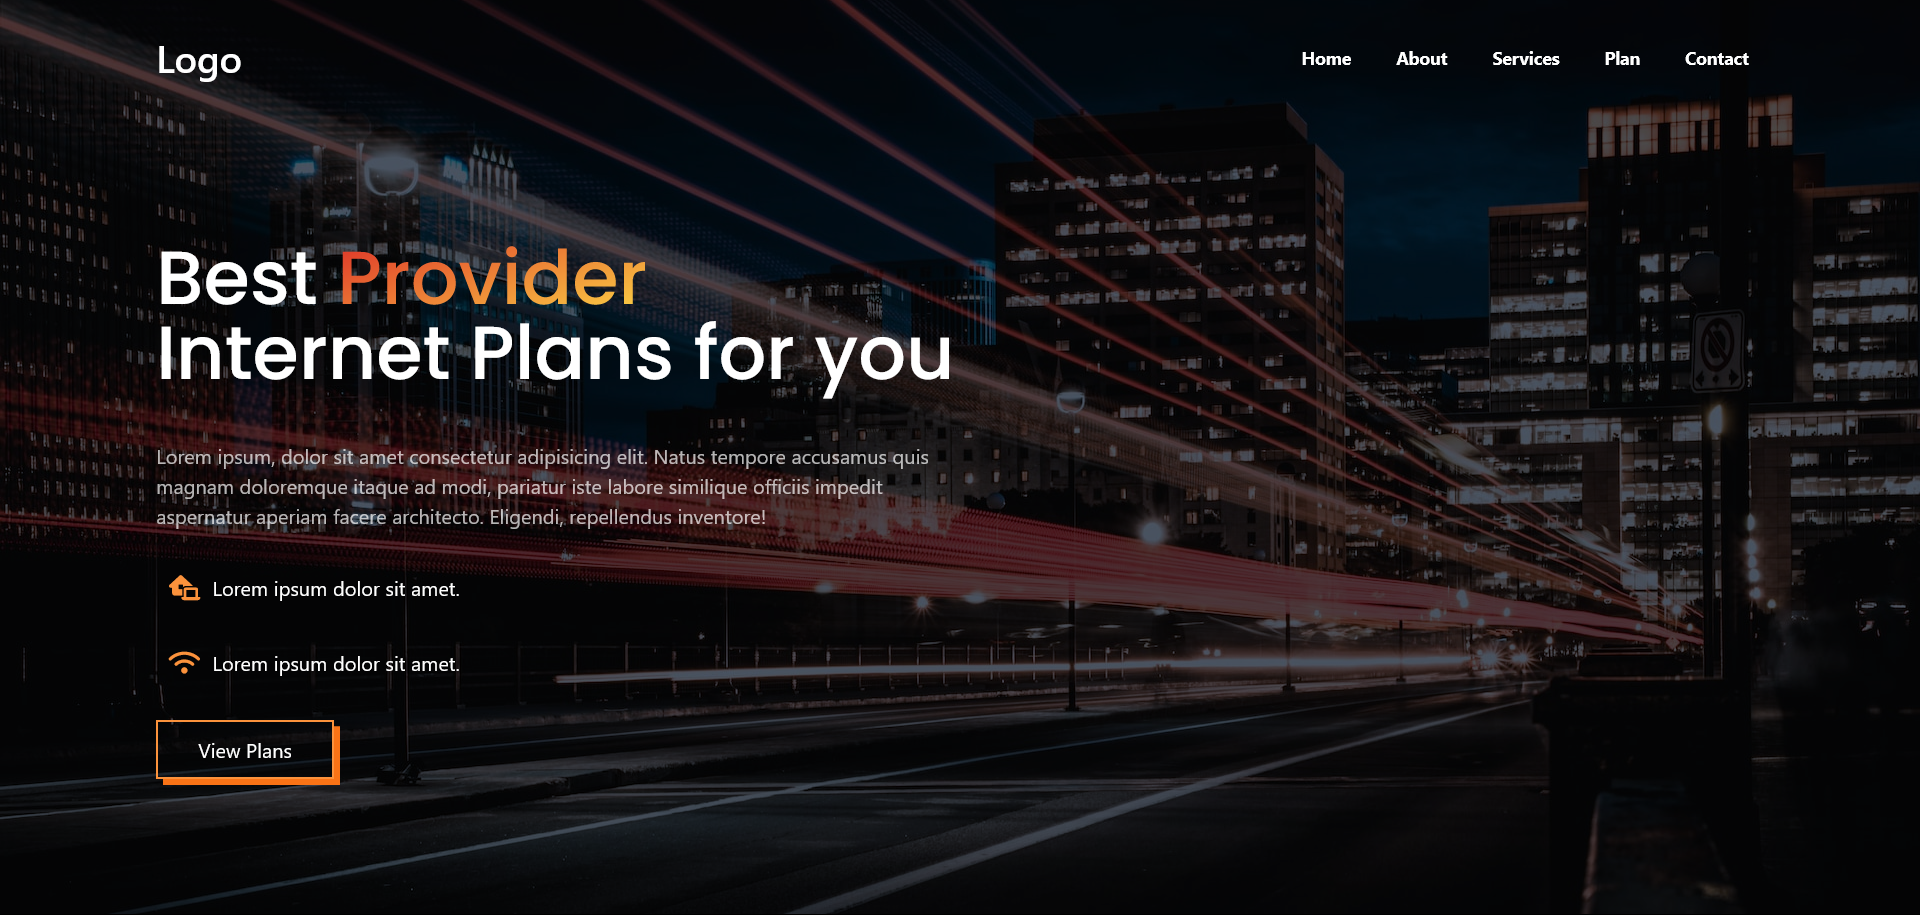 Logo
Home About Services Plan Contact
Best Provider
Internet Plans for you
Lorem ipsum, dolor sit amet consectetur adipisicing elit. Natus tempore accusamus quis
magnam doloremque itaque ad modi, pariatur iste labore similique officiis impedit
aspernatur aperiam facere architecto. Eligendi, repellendus inventore!
Lorem ipsum dolor sit amet.
Lorem ipsum dolor sit amet.
View Plans